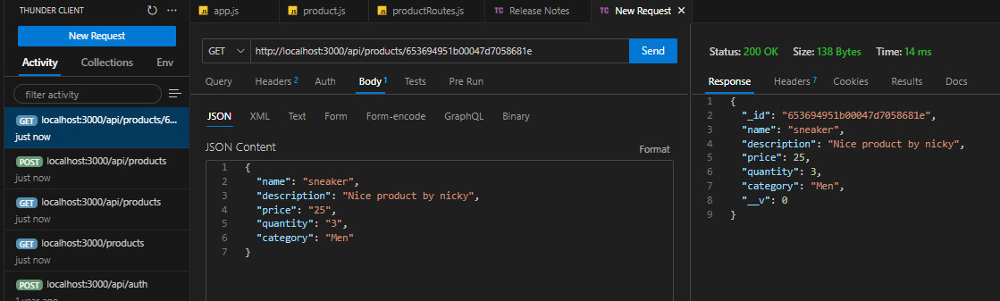 THUNDER CLIENT
New Request
Activity Collections Env
filter activity
GET localhost:3000/api/products/6...
just now
POST localhost:3000/api/products
just now
GET localhost:3000/api/products
just now
GET localhost:3000/products
just now
POST localhost:3000/api/auth
1 year ago
JS app.js JS product.js JS productRoutes.js TC Release Notes TC New Request
GET http://localhost:3000/api/products/653694951b00047d7058681e Send
Query Headers 2 Auth Body 1 Tests Pre Run
JSON XML Text Form Form-encode GraphQL Binary
JSON Content Format
1 {
2 "name": "sneaker",
3 "description": "Nice product by nicky",
4 "price": "25",
5 "quantity": "3",
6 "category": "Men"
7 }
Status: 200 OK Size: 138 Bytes Time: 14 ms
Response Headers 7 Cookies Results Docs
1 {
2 "_id": "653694951b00047d7058681e",
3 "name": "sneaker",
4 "description": "Nice product by nicky",
5 "price": 25,
6 "quantity": 3,
7 "category": "Men",
8 "__v": 0
9 }